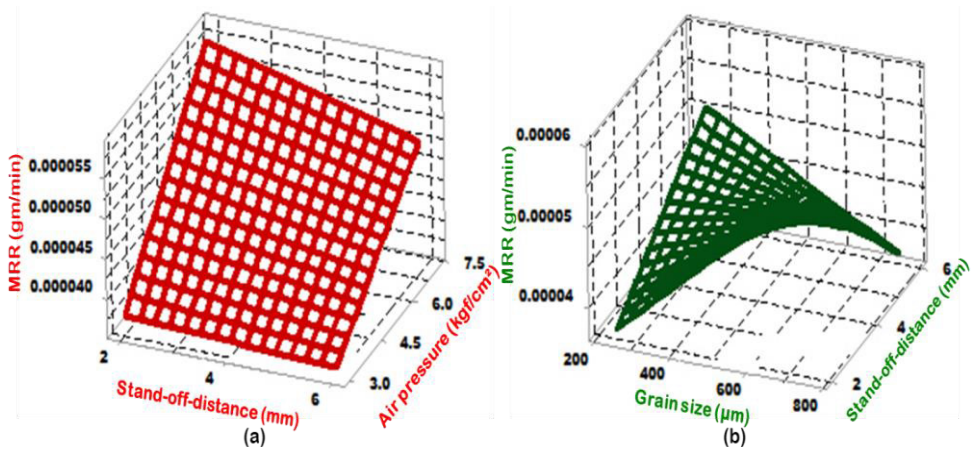 MRR (gm/min)
0.000055
0.000050
0.000045
0.000040
2
4
6
Stand-off-distance (mm)
3.0
4.5
6.0
7.5
Air pressure (kgf/cm²)
(a)
MRR (gm/min)
0.00006
0.00005
0.00004
200
400
600
800
Grain size (µm)
2
4
6
Stand-off-distance (mm)
(b)